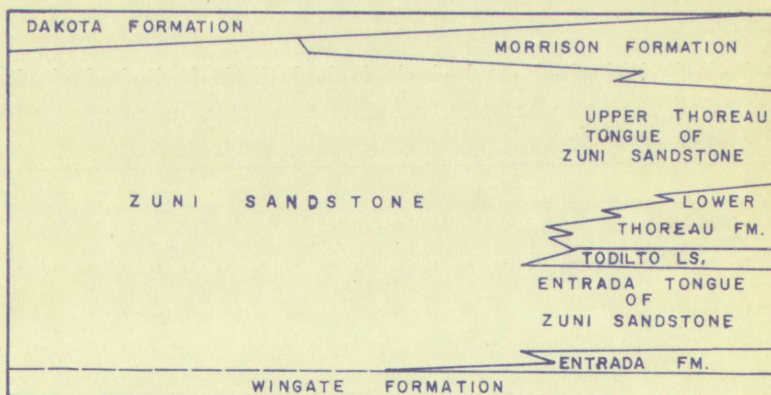 DAKOTA FORMATION
MORRISON FORMATION
UPPER THOREAU
TONGUE OF
ZUNI SANDSTONE
ZUNI SANDSTONE
LOWER
THOREAU FM.
TODILTO LS.
ENTRADA TONGUE
OF
ZUNI SANDSTONE
ENTRADA FM.
WINGATE FORMATION